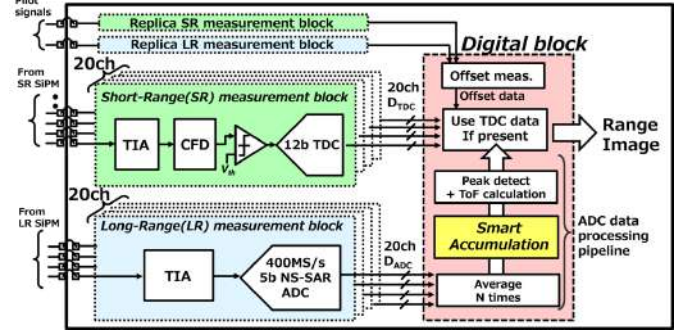 Pilot
signals
Replica SR measurement block
Replica LR measurement block
Digital block
From
SR SiPM
20ch
Short-Range(SR) measurement block
TIA
CFD
Vth
12b TDC
20ch
DTDC
Offset meas.
Offset data
Use TDC data
If present
Range
Image
Peak detect
+ ToF calculation
Smart
Accumulation
Average
N times
ADC data
processing
pipeline
From
LR SiPM
20ch
Long-Range(LR) measurement block
TIA
400MS/s
5b NS-SAR
ADC
20ch
DADC